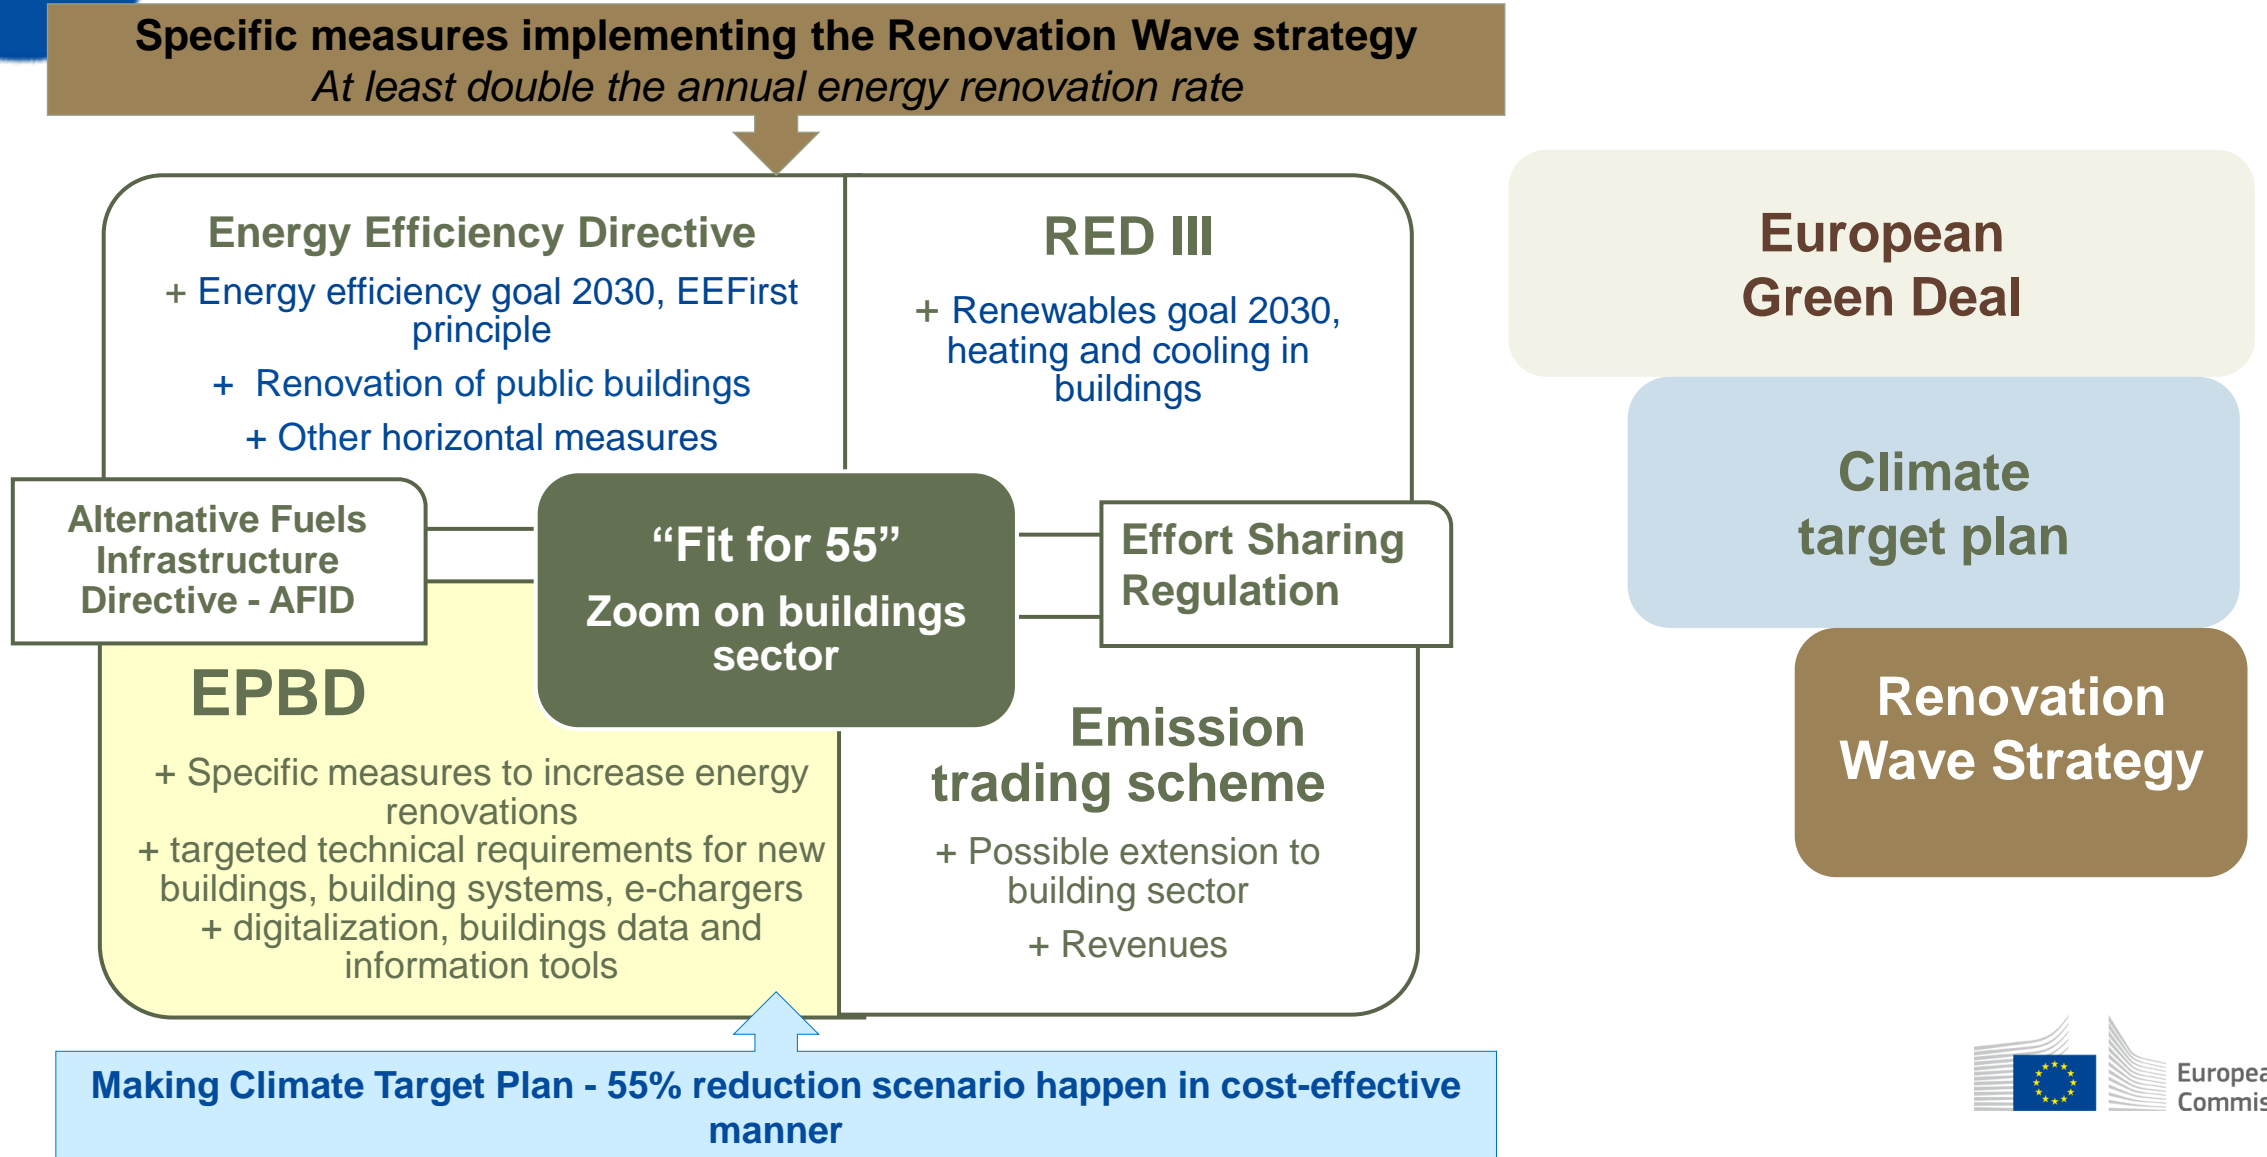 Specific measures implementing the Renovation Wave strategy
At least double the annual energy renovation rate
Energy Efficiency Directive
+ Energy efficiency goal 2030, EEFirst
principle
+ Renovation of public buildings
+ Other horizontal measures
RED III
+ Renewables goal 2030,
heating and cooling in
buildings
Alternative Fuels
Infrastructure
Directive - AFID
“Fit for 55”
Zoom on buildings
sector
Effort Sharing
Regulation
EPBD
+ Specific measures to increase energy
renovations
+ targeted technical requirements for new
buildings, building systems, e-chargers
+ digitalization, buildings data and
information tools
Emission
trading scheme
+ Possible extension to
building sector
+ Revenues
Making Climate Target Plan - 55% reduction scenario happen in cost-effective
manner
European
Green Deal
Climate
target plan
Renovation
Wave Strategy
Europea
Commis